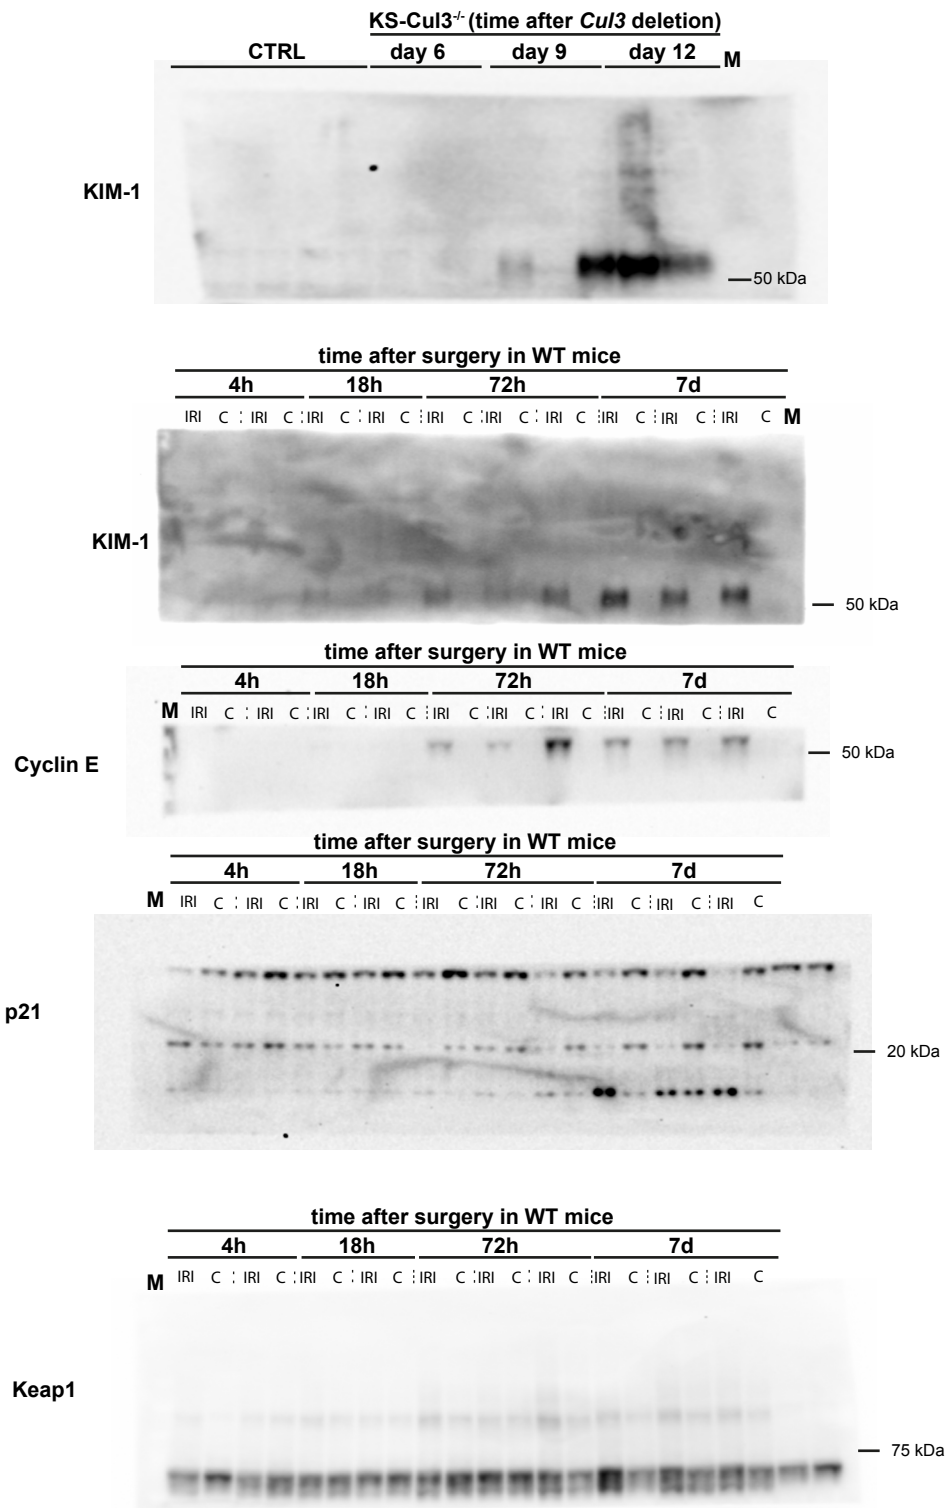 KS-Cul3-/- (time after Cul3 deletion)
CTRL day 6 day 9 day 12 M
KIM-1
50 kDa
time after surgery in WT mice
4h 18h 72h 7d
IRI C IRI C IRI C IRI C IRI C IRI C IRI C IRI C IRI C IRI C M
KIM-1
50 kDa
time after surgery in WT mice
4h 18h 72h 7d
M IRI C IRI C IRI C IRI C IRI C IRI C IRI C IRI C IRI C IRI C
Cyclin E
50 kDa
time after surgery in WT mice
4h 18h 72h 7d
M IRI C IRI C IRI C IRI C IRI C IRI C IRI C IRI C IRI C IRI C
p21
20 kDa
time after surgery in WT mice
4h 18h 72h 7d
M IRI C IRI C IRI C IRI C IRI C IRI C IRI C IRI C IRI C IRI C
Keap1
75 kDa